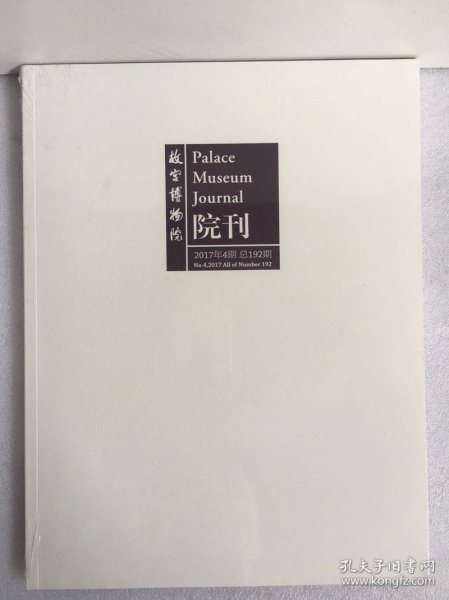 故宫博物院
Palace
Museum
Journal
院刊
2017年4期 总192期
No.4,2017 All of Number 192
孔夫子旧书网
www.kongfz.com